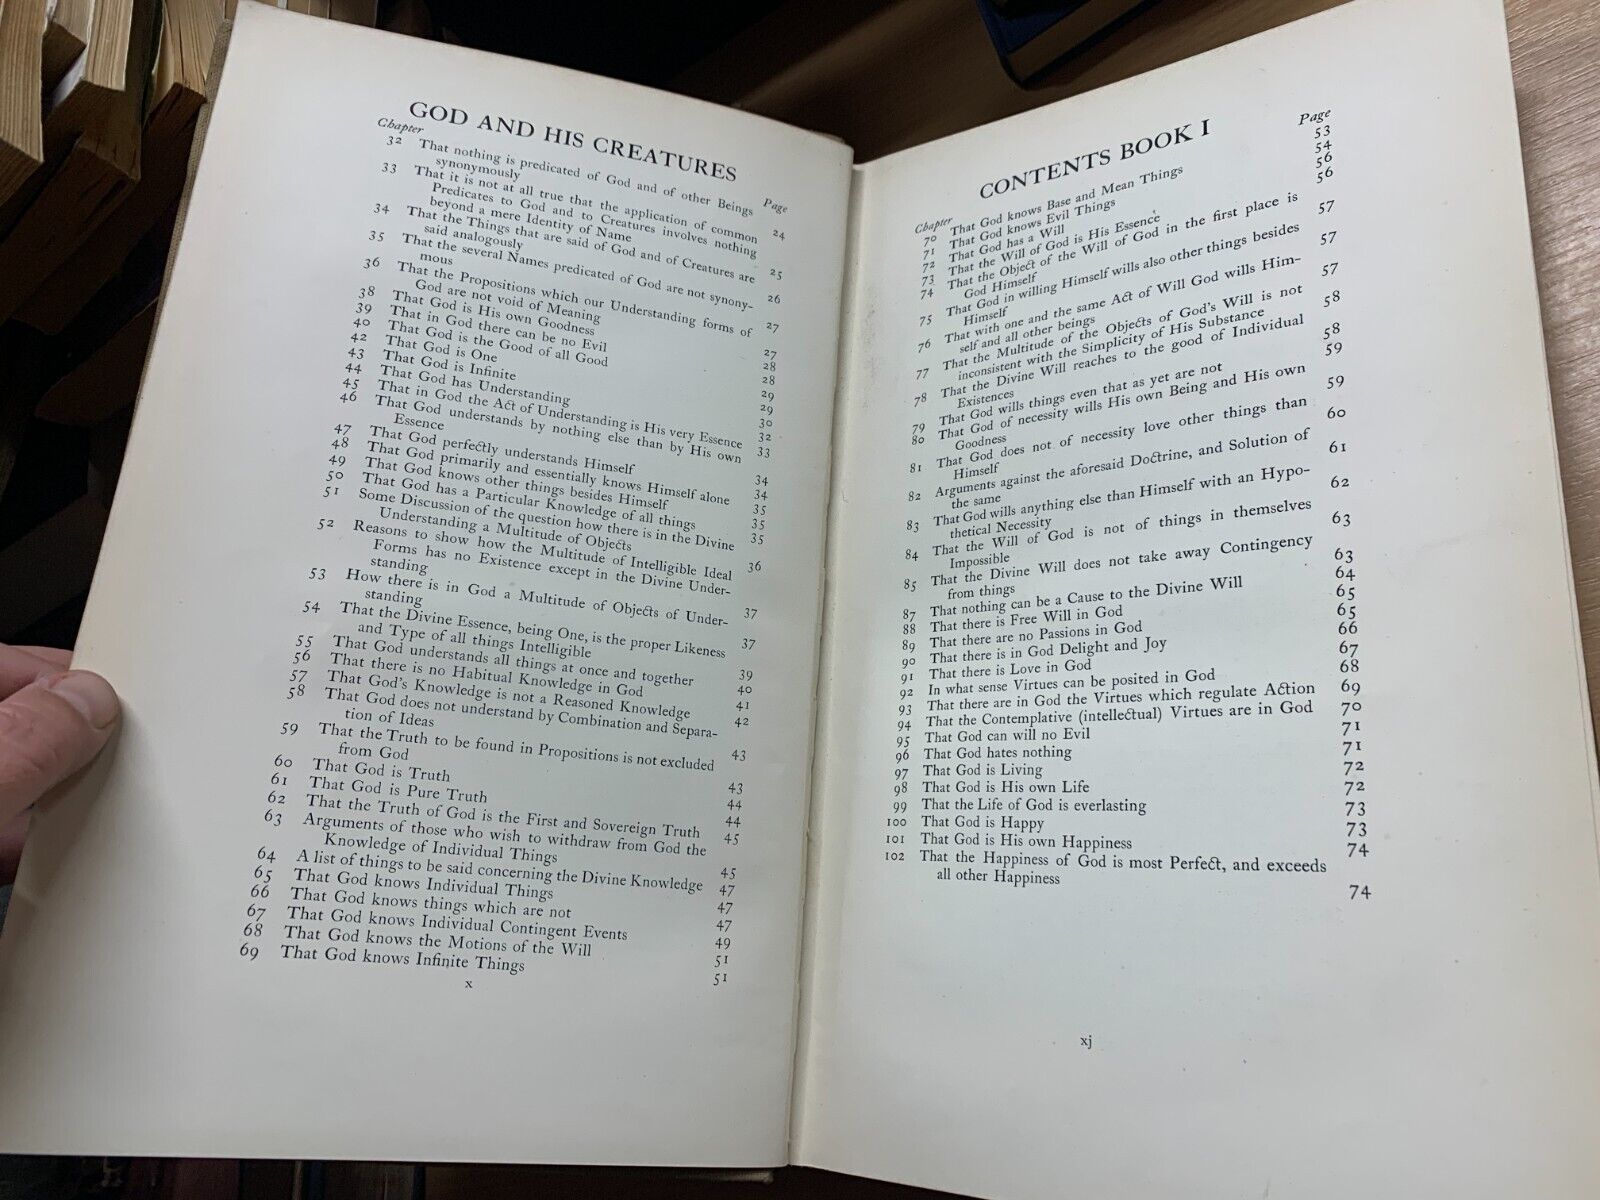 GOD AND HIS CREATURES
Chapter Page
32 That nothing is predicated of God and of other Beings
synonymously 24
33 That it is not at all true that the application of common
Predicates to God and to Creatures involves nothing
beyond a mere Identity of Name 25
34 That the Things that are said of God and of Creatures are
said analogously 26
35 That the several Names predicated of God are not synony-
mous 27
36 That the Propositions which our Understanding forms of
God are not void of Meaning 27
38 That God is His own Goodness 28
39 That in God there can be no Evil 28
40 That God is the Good of all Good 29
42 That God is One 29
43 That God is Infinite 30
44 That God has Understanding 32
45 That in God the Act of Understanding is His very Essence 33
46 That God understands by nothing else than by His own
Essence 34
47 That God perfectly understands Himself 34
48 That God primarily and essentially knows Himself alone 35
49 That God knows other things besides Himself 35
50 That God has a Particular Knowledge of all things 35
51 Some Discussion of the question how there is in the Divine
Understanding a Multitude of Objects 36
52 Reasons to show how the Multitude of Intelligible Ideal
Forms has no Existence except in the Divine Under-
standing 37
53 How there is in God a Multitude of Objects of Under-
standing 37
54 That the Divine Essence, being One, is the proper Likeness
and Type of all things Intelligible 39
55 That God understands all things at once and together 40
56 That there is no Habitual Knowledge in God 41
57 That God's Knowledge is not a Reasoned Knowledge 42
58 That God does not understand by Combination and Separa-
tion of Ideas 43
59 That the Truth to be found in Propositions is not excluded
from God 43
60 That God is Truth 44
61 That God is Pure Truth 44
62 That the Truth of God is the First and Sovereign Truth 45
63 Arguments of those who wish to withdraw from God the
Knowledge of Individual Things 45
64 A list of things to be said concerning the Divine Knowledge 47
65 That God knows Individual Things 47
66 That God knows things which are not 47
67 That God knows Individual Contingent Events 49
68 That God knows the Motions of the Will 51
69 That God knows Infinite Things 51
x
CONTENTS BOOK I
Chapter Page
70 That God knows Base and Mean Things 53
71 That God knows Evil Things 54
72 That God has a Will 56
73 That the Will of God is His Essence 56
74 That the Object of the Will of God in the first place is
God Himself 57
75 That God in willing Himself wills also other things besides
Himself 57
76 That with one and the same Act of Will God wills Him-
self and all other beings 57
77 That the Multitude of the Objects of God's Will is not
inconsistent with the Simplicity of His Substance 58
78 That the Divine Will reaches to the good of Individual
Existences 58
79 That God wills things even that as yet are not 59
80 That God of necessity wills His own Being and His own
Goodness 59
81 That God does not of necessity love other things than
Himself 60
82 Arguments against the aforesaid Doctrine, and Solution of
the same 61
83 That God wills anything else than Himself with an Hypo-
thetical Necessity 62
84 That the Will of God is not of things in themselves
Impossible 63
85 That the Divine Will does not take away Contingency
from things 63
87 That nothing can be a Cause to the Divine Will 64
88 That there is Free Will in God 65
89 That there are no Passions in God 65
90 That there is in God Delight and Joy 66
91 That there is Love in God 67
92 In what sense Virtues can be posited in God 68
93 That there are in God the Virtues which regulate Action 69
94 That the Contemplative (intellectual) Virtues are in God 70
95 That God can will no Evil 71
96 That God hates nothing 71
97 That God is Living 72
98 That God is His own Life 72
99 That the Life of God is everlasting 73
100 That God is Happy 73
101 That God is His own Happiness 74
102 That the Happiness of God is most Perfect, and exceeds
all other Happiness 74
xj